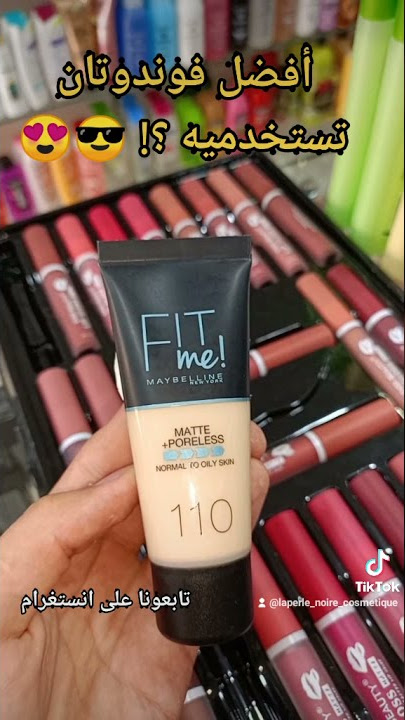 أفضل فوندوتان
تستخدميه ؟! 😎😍
FIT
me!
MAYBELLINE
NEW YORK
MATTE
+PORELESS
NORMAL TO OILY SKIN
110
تابعونا على انستغرام
TikTok
@laperle_noire_cosmetique
BEAUTY